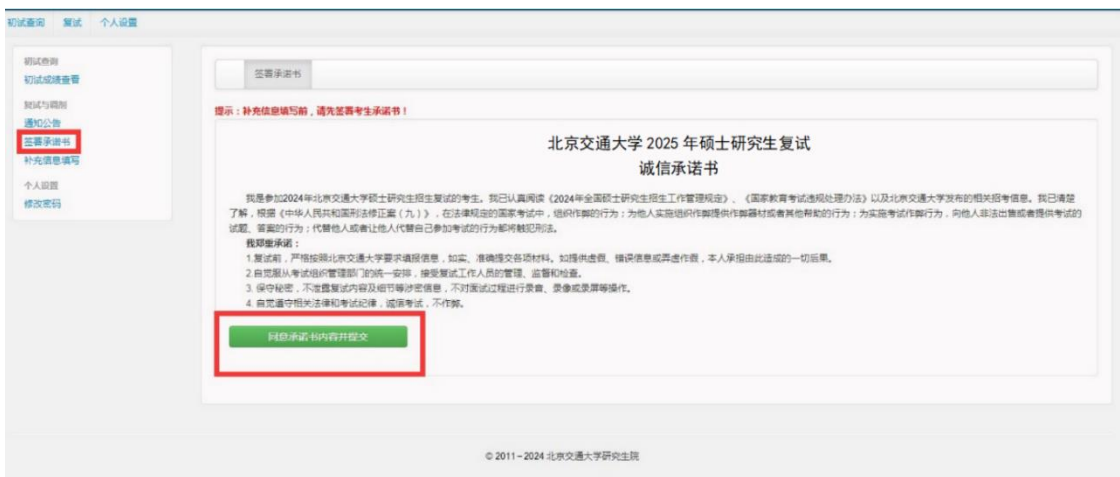 初试查询 复试 个人设置
初试查询
初试成绩查看
复试与调剂
通知公告
签署承诺书
补充信息填写
个人设置
修改密码
签署承诺书
提示：补充信息填写前，请先签署考生承诺书！
北京交通大学 2025 年硕士研究生复试
诚信承诺书
我是参加2024年北京交通大学硕士研究生招生复试的考生。我已认真阅读《2024年全国硕士研究生招生工作管理规定》、《国家教育考试违规处理办法》以及北京交通大学发布的相关招考信息。我已清楚
了解，根据《中华人民共和国刑法修正案（九）》，在法律规定的国家考试中，组织作弊的行为；为他人实施组织作弊提供作弊器材或者其他帮助的行为；为实施考试作弊行为，向他人非法出售或者提供考试的
试题、答案的行为；代替他人或者让他人代替自己参加考试的行为都将触犯刑法。
我郑重承诺：
1.复试前，严格按照北京交通大学要求填报信息，如实、准确提交各项材料。如提供虚假、错误信息或弄虚作假，本人承担由此造成的一切后果。
2.自觉服从考试组织管理部门的统一安排，接受复试工作人员的管理、监督和检查。
3. 保守秘密，不泄露复试内容及细节等涉密信息，不对面试过程进行录音、录像或录屏等操作。
4. 自觉遵守相关法律和考试纪律，诚信考试，不作弊。
同意承诺书内容并提交
© 2011–2024 北京交通大学研究生院